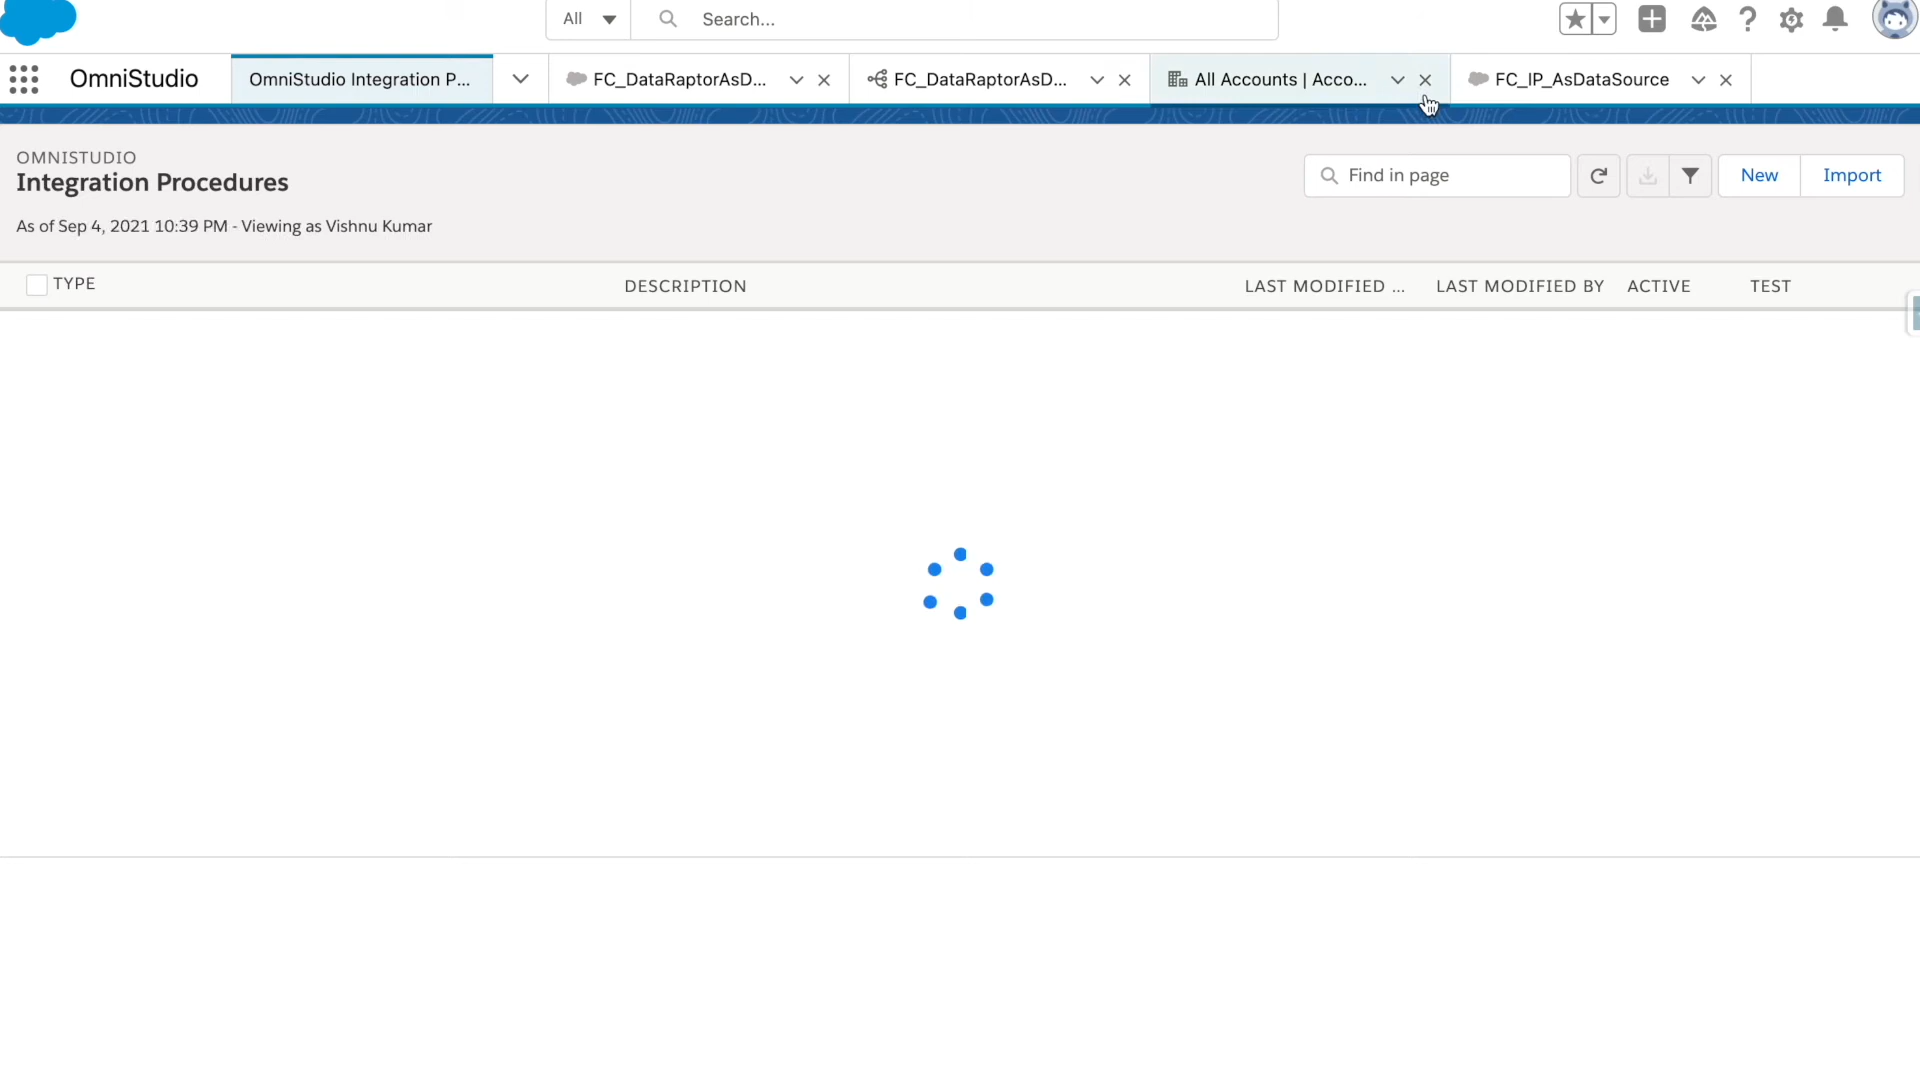 All
Search...
OmniStudio
OmniStudio Integration P...
FC_DataRaptorAsD...
FC_DataRaptorAsD...
All Accounts | Acco...
FC_IP_AsDataSource
OMNISTUDIO
Integration Procedures
Find in page
New
Import
As of Sep 4, 2021 10:39 PM - Viewing as Vishnu Kumar
TYPE
DESCRIPTION
LAST MODIFIED ...
LAST MODIFIED BY
ACTIVE
TEST